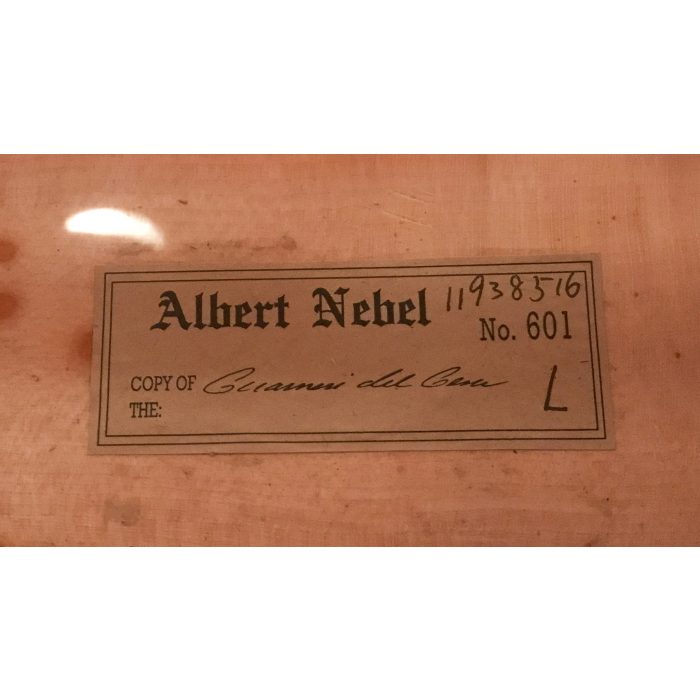 Albert Nebel 11938516
No. 601
COPY OF Guarneri del Gesu
THE: L